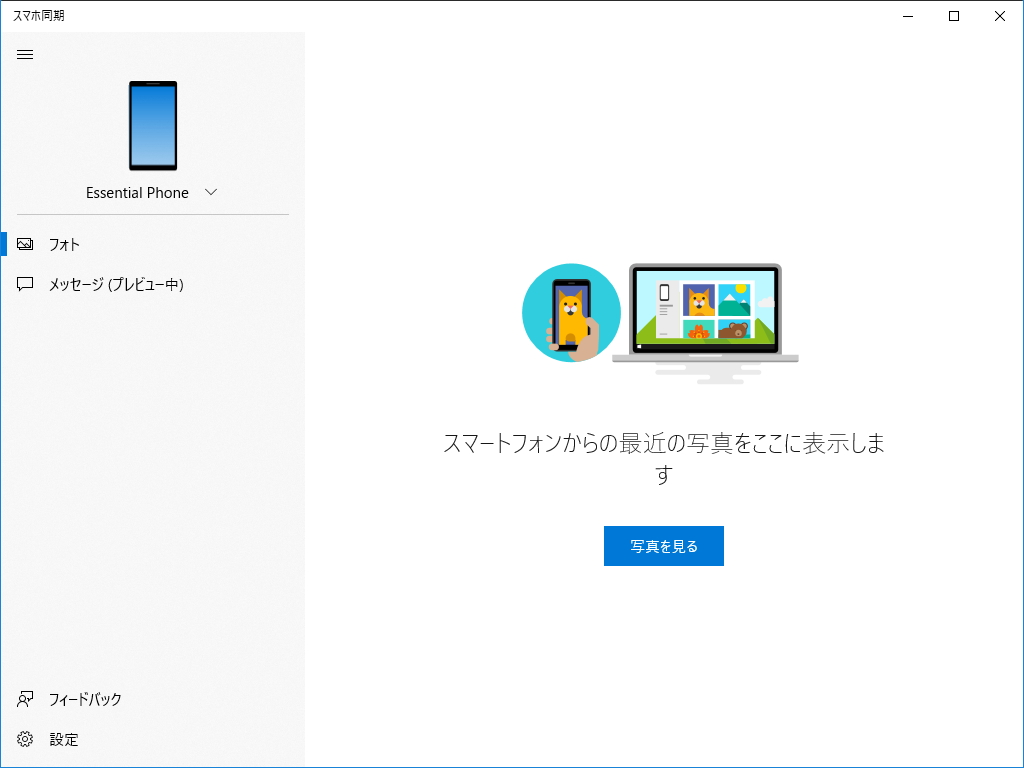 スマホ同期
Essential Phone
フォト
メッセージ (プレビュー中)
スマートフォンからの最近の写真をここに表示しま
す
写真を見る
フィードバック
設定